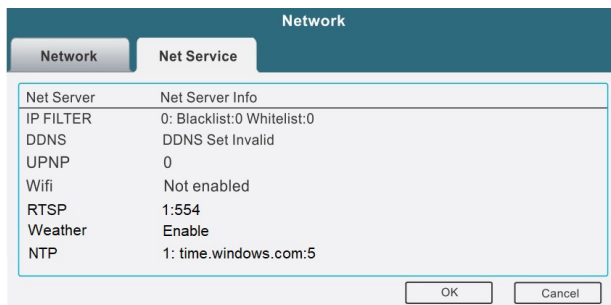 Network
Network Net Service
Net Server Net Server Info
IP FILTER 0: Blacklist:0 Whitelist:0
DDNS DDNS Set Invalid
UPNP 0
Wifi Not enabled
RTSP 1:554
Weather Enable
NTP 1: time.windows.com:5
OK Cancel